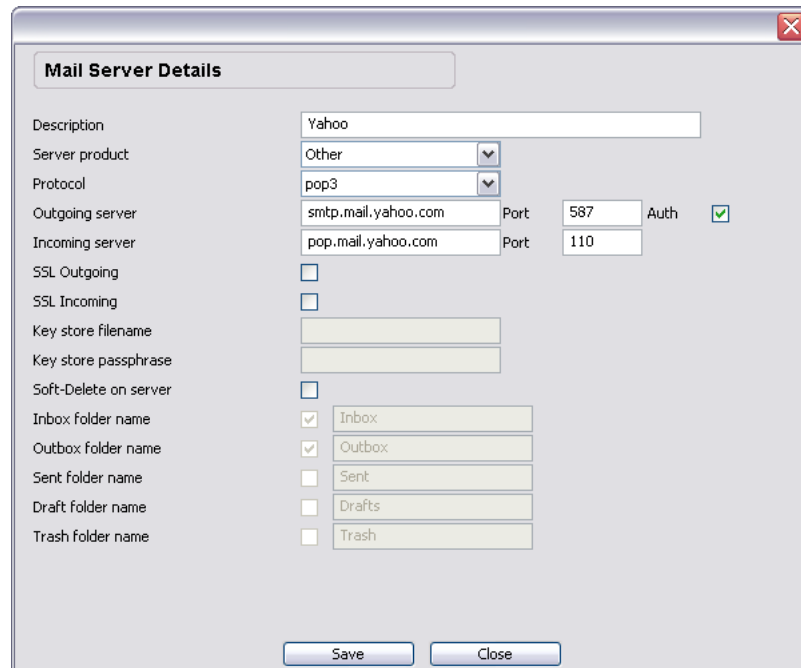 Mail Server Details
Description Yahoo
Server product Other
Protocol pop3
Outgoing server smtp.mail.yahoo.com Port 587 Auth
Incoming server pop.mail.yahoo.com Port 110
SSL Outgoing
SSL Incoming
Key store filename
Key store passphrase
Soft-Delete on server
Inbox folder name Inbox
Outbox folder name Outbox
Sent folder name Sent
Draft folder name Drafts
Trash folder name Trash
Save Close